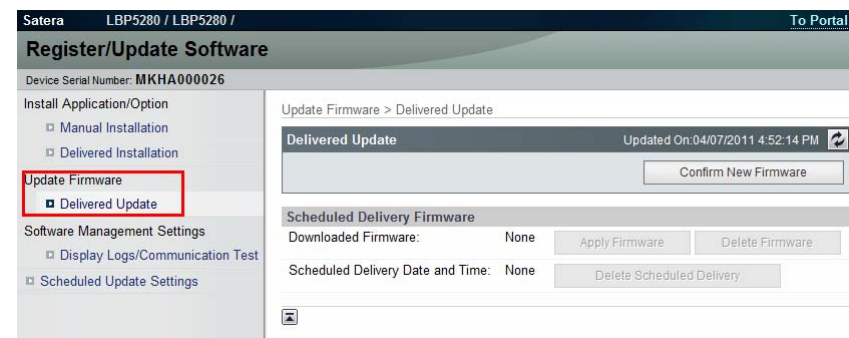 Satera LBP5280 / LBP5280 / To Portal
Register/Update Software
Device Serial Number: MKHA000026
Install Application/Option
Manual Installation
Delivered Installation
Update Firmware
Delivered Update
Software Management Settings
Display Logs/Communication Test
Scheduled Update Settings
Update Firmware > Delivered Update
Delivered Update Updated On:04/07/2011 4:52:14 PM
Confirm New Firmware
Scheduled Delivery Firmware
Downloaded Firmware: None Apply Firmware Delete Firmware
Scheduled Delivery Date and Time: None Delete Scheduled Delivery